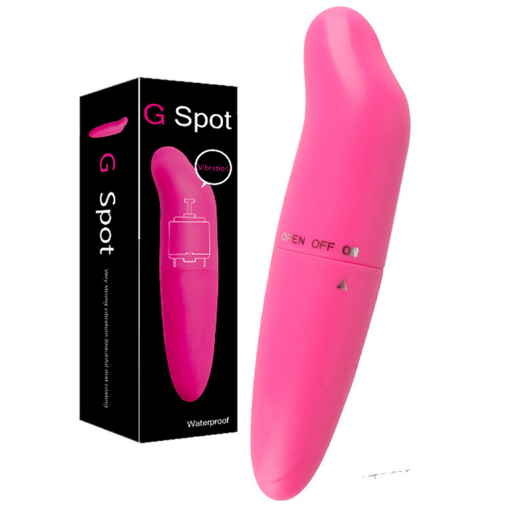 G Spot
Vibration
G Spot
Very strong vibration Beautiful mat coating
Waterproof
OPEN OFF ON